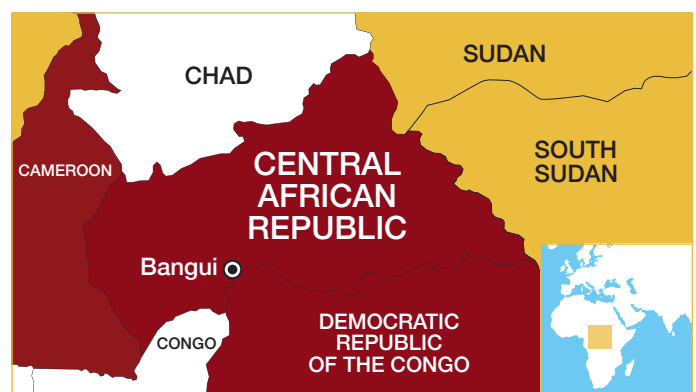 CHAD
SUDAN
CAMEROON
CENTRAL
AFRICAN
REPUBLIC
SOUTH
SUDAN
Bangui
CONGO
DEMOCRATIC
REPUBLIC
OF THE CONGO